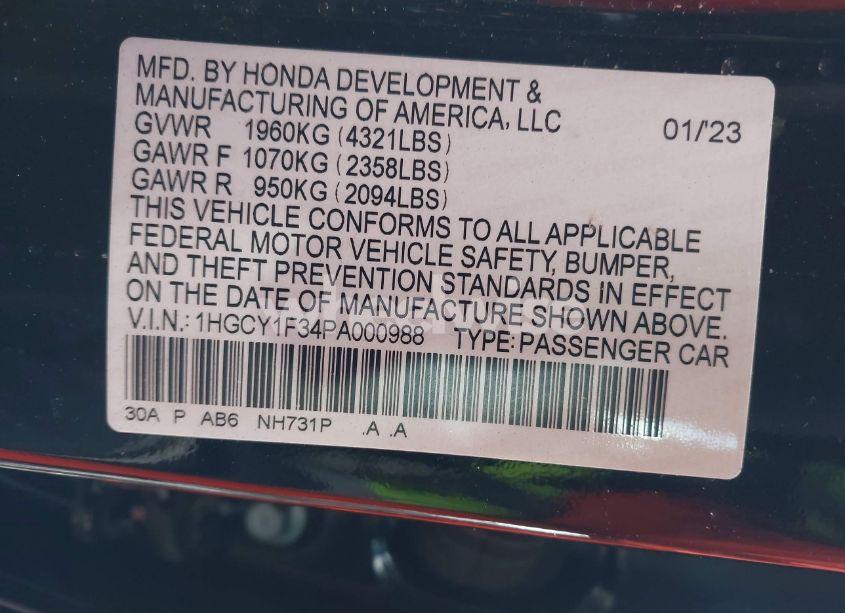 MFD. BY HONDA DEVELOPMENT &
MANUFACTURING OF AMERICA, LLC
01/'23
GVWR 1960KG (4321LBS)
GAWR F 1070KG (2358LBS)
GAWR R 950KG (2094LBS)
THIS VEHICLE CONFORMS TO ALL APPLICABLE
FEDERAL MOTOR VEHICLE SAFETY, BUMPER,
AND THEFT PREVENTION STANDARDS IN EFFECT
ON THE DATE OF MANUFACTURE SHOWN ABOVE.
V.I.N.: 1HGCY1F34PA000988 TYPE: PASSENGER CAR
30A P AB6 NH731P .A .A